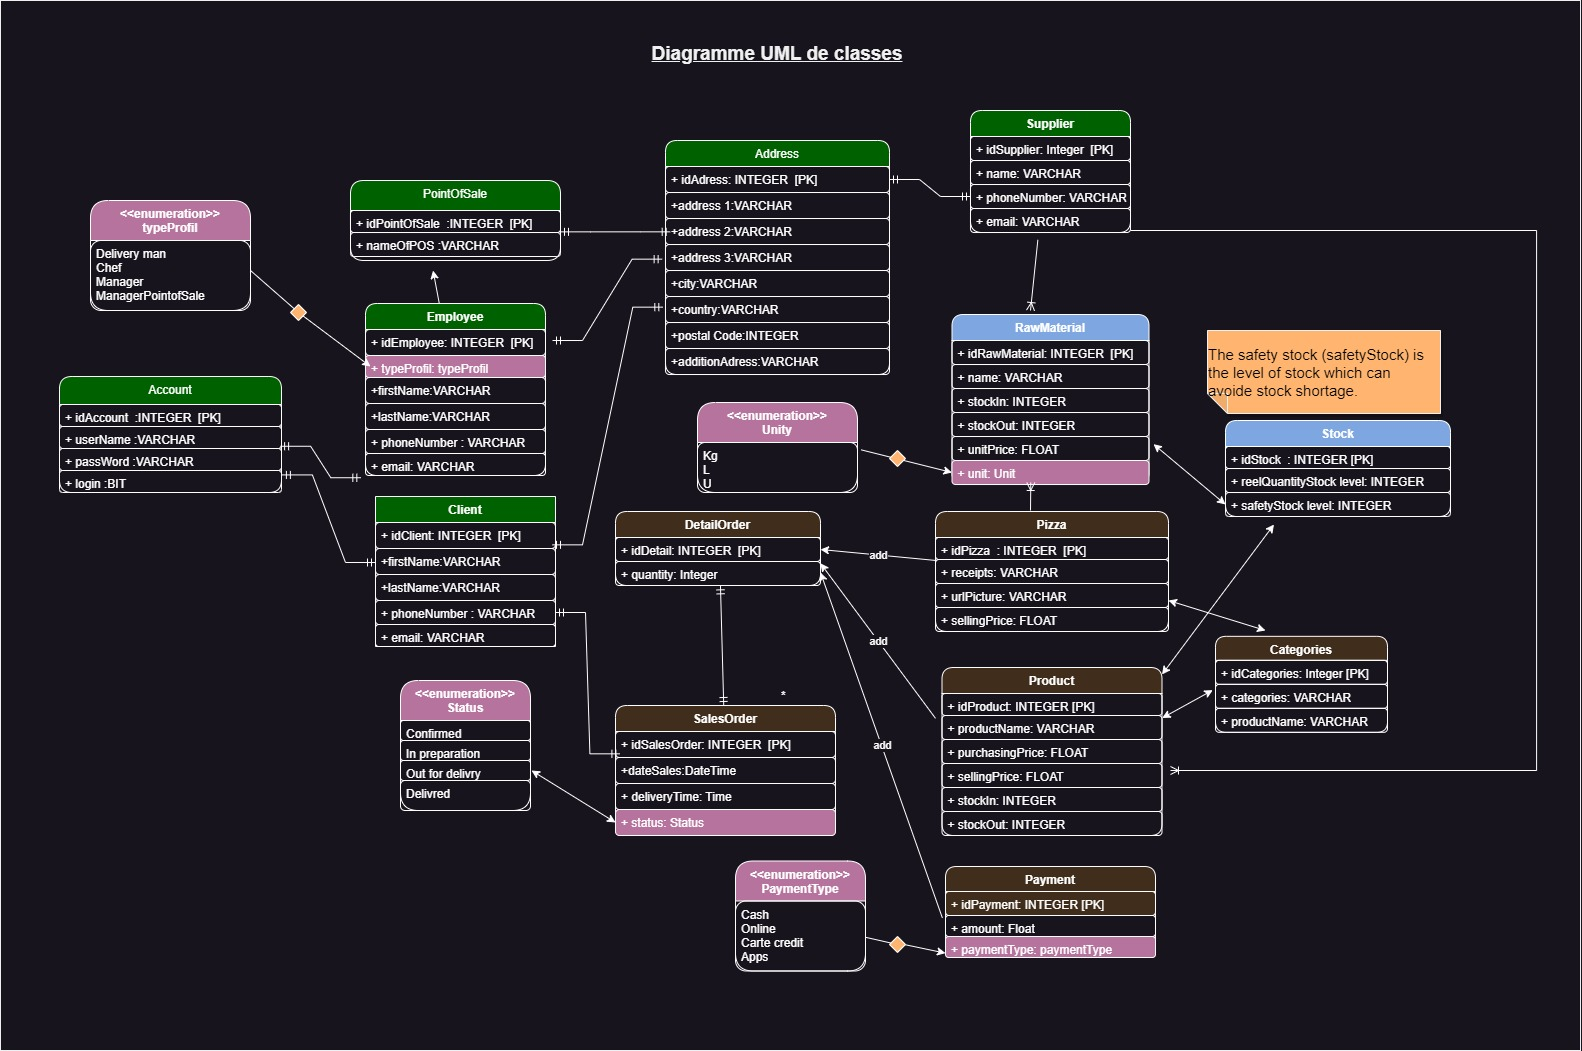 Diagramme UML de classes
Supplier
+ idSupplier: Integer  [PK]
+ name: VARCHAR
+ phoneNumber: VARCHAR
+ email: VARCHAR
Address
+ idAdress: INTEGER  [PK]
+address 1:VARCHAR
+address 2:VARCHAR
+address 3:VARCHAR
+city:VARCHAR
+country:VARCHAR
+postal Code:INTEGER
+additionAdress:VARCHAR
PointOfSale
+ idPointOfSale  :INTEGER  [PK]
+ nameOfPOS :VARCHAR
<<enumeration>>
typeProfil
Delivery man
Chef
Manager
ManagerPointofSale
Employee
+ idEmployee: INTEGER  [PK]
+ typeProfil: typeProfil
+firstName:VARCHAR
+lastName:VARCHAR
+ phoneNumber : VARCHAR
+ email: VARCHAR
Account
+ idAccount  :INTEGER  [PK]
+ userName :VARCHAR
+ passWord :VARCHAR
+ login :BIT
RawMaterial
+ idRawMaterial: INTEGER  [PK]
+ name: VARCHAR
+ stockIn: INTEGER
+ stockOut: INTEGER
+ unitPrice: FLOAT
+ unit: Unit
The safety stock (safetyStock) is
the level of stock which can
avoide stock shortage.
Stock
+ idStock  : INTEGER [PK]
+ reelQuantityStock level: INTEGER
+ safetyStock level: INTEGER
<<enumeration>>
Unity
Kg
L
U
Client
+ idClient: INTEGER  [PK]
+firstName:VARCHAR
+lastName:VARCHAR
+ phoneNumber : VARCHAR
+ email: VARCHAR
DetailOrder
+ idDetail: INTEGER  [PK]
+ quantity: Integer
add
add
add
Pizza
+ idPizza  : INTEGER  [PK]
+ receipts: VARCHAR
+ urlPicture: VARCHAR
+ sellingPrice: FLOAT
Categories
+ idCategories: Integer [PK]
+ categories: VARCHAR
+ productName: VARCHAR
Product
+ idProduct: INTEGER [PK]
+ productName: VARCHAR
+ purchasingPrice: FLOAT
+ sellingPrice: FLOAT
+ stockIn: INTEGER
+ stockOut: INTEGER
<<enumeration>>
Status
Confirmed
In preparation
Out for delivry
Delivred
*
SalesOrder
+ idSalesOrder: INTEGER  [PK]
+dateSales:DateTime
+ deliveryTime: Time
+ status: Status
<<enumeration>>
PaymentType
Cash
Online
Carte credit
Apps
Payment
+ idPayment: INTEGER [PK]
+ amount: Float
+ paymentType: paymentType